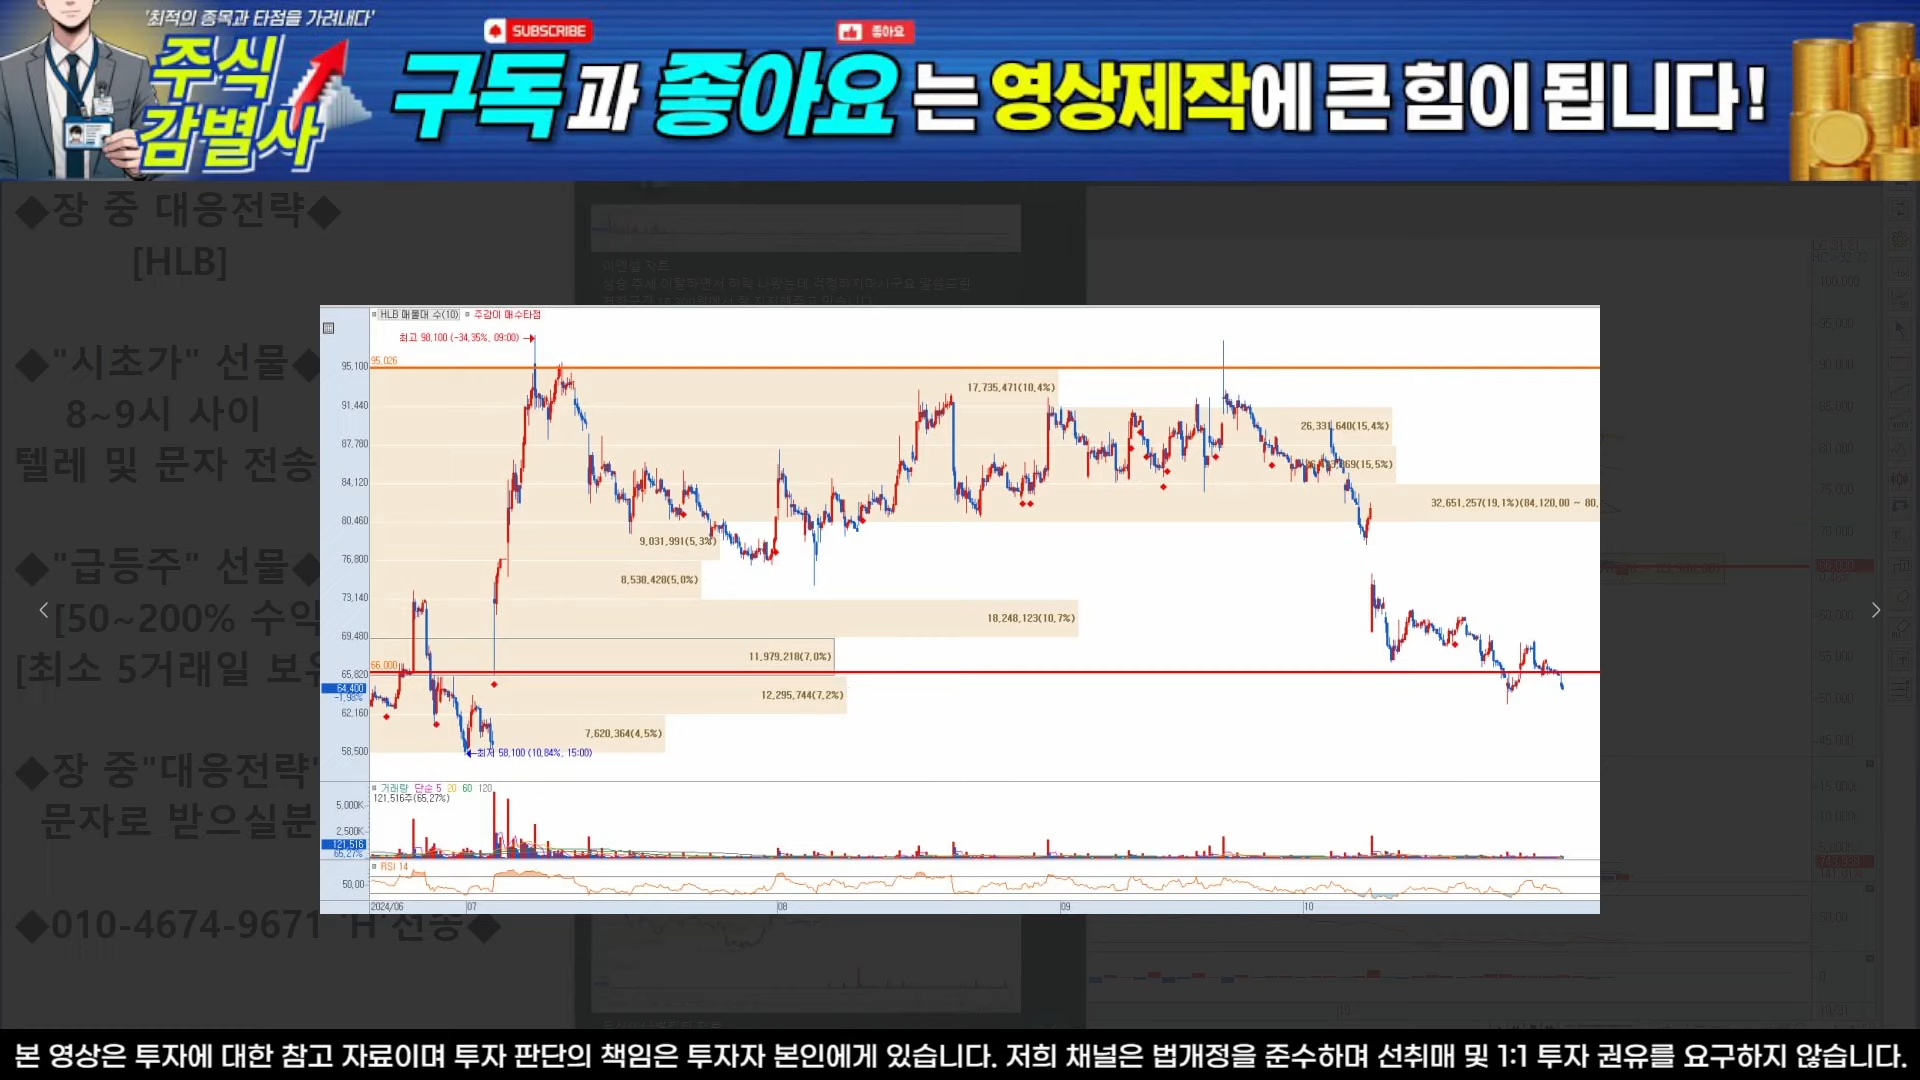 '최적의 종목과 타점을 가려내다'
주식
감별사
SUBSCRIBE
좋아요
구독과 좋아요는 영상제작에 큰 힘이 됩니다!
◆장 중 대응전략◆
[HLB]
◆"시초가" 선물◆
8~9시 사이
텔레 및 문자 전송
◆"급등주" 선물◆
[50~200% 수익
[최소 5거래일 보유
◆장 중"대응전략"
문자로 받으실분
◆010-4674-9671 'H'전송◆
HLB 매물대 수(10) 주감이 매수타점
최고 98,100 (-34,35%, 09:00)
95,026
95,100
91,440
87,780
84,120
80,460
76,800
73,140
69,480
66,000
65,820
64,400
-1,98%
62,160
58,500
17,735,471(10,4%)
26,331,640(15,4%)
32,651,257(19,1%)(84,120,00 ~ 80,
9,031,991(5,3%)
8,538,428(5,0%)
18,248,123(10,7%)
11,979,218(7,0%)
12,295,744(7,2%)
7,620,364(4,5%)
최저 58,100 (10,84%, 15:00)
거래량 단순 5 20 60 120
121,516주(65,27%)
5,000K
2,500K
121,516
65,27%
RSI 14
50,00
2024/06
07
08
09
10
본 영상은 투자에 대한 참고 자료이며 투자 판단의 책임은 투자자 본인에게 있습니다. 저희 채널은 법개정을 준수하며 선취매 및 1:1 투자 권유를 요구하지 않습니다.